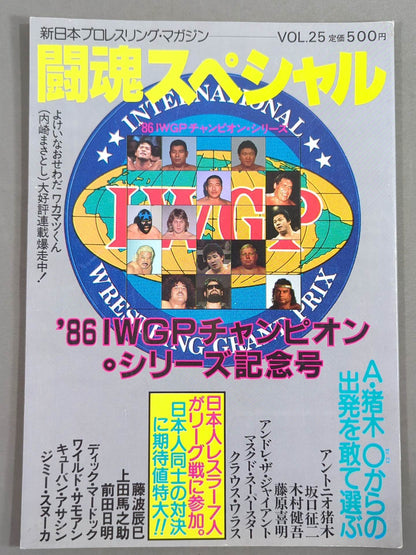 新日本プロレスリング・マガジン
VOL.25 定価500円
闘魂スペシャル
INTERNATIONAL
'86 IWGPチャンピオン・シリーズ
IWGP
WRESTLING GRAND PRIX
よけいなおせわだ ワカマツくん
(内崎まさとし)大好評連載爆走中!
'86 IWGPチャンピオン
・シリーズ記念号
A・猪木 〇からの
出発を敢て選ぶ
アントニオ猪木
坂口征二
木村健吾
藤原喜明
アンドレ・ザ・ジャイアント
マスクド・スーパースター
クラウス・ワラス
日本人レスラー7人
がリーグ戦に参加。
日本人同士の対決
に期待値特大!!
藤波辰巳
上田馬之助
前田日明
ディック・マードック
ワイルド・サモアン
キューバン・アサシン
ジミー・スヌーカ